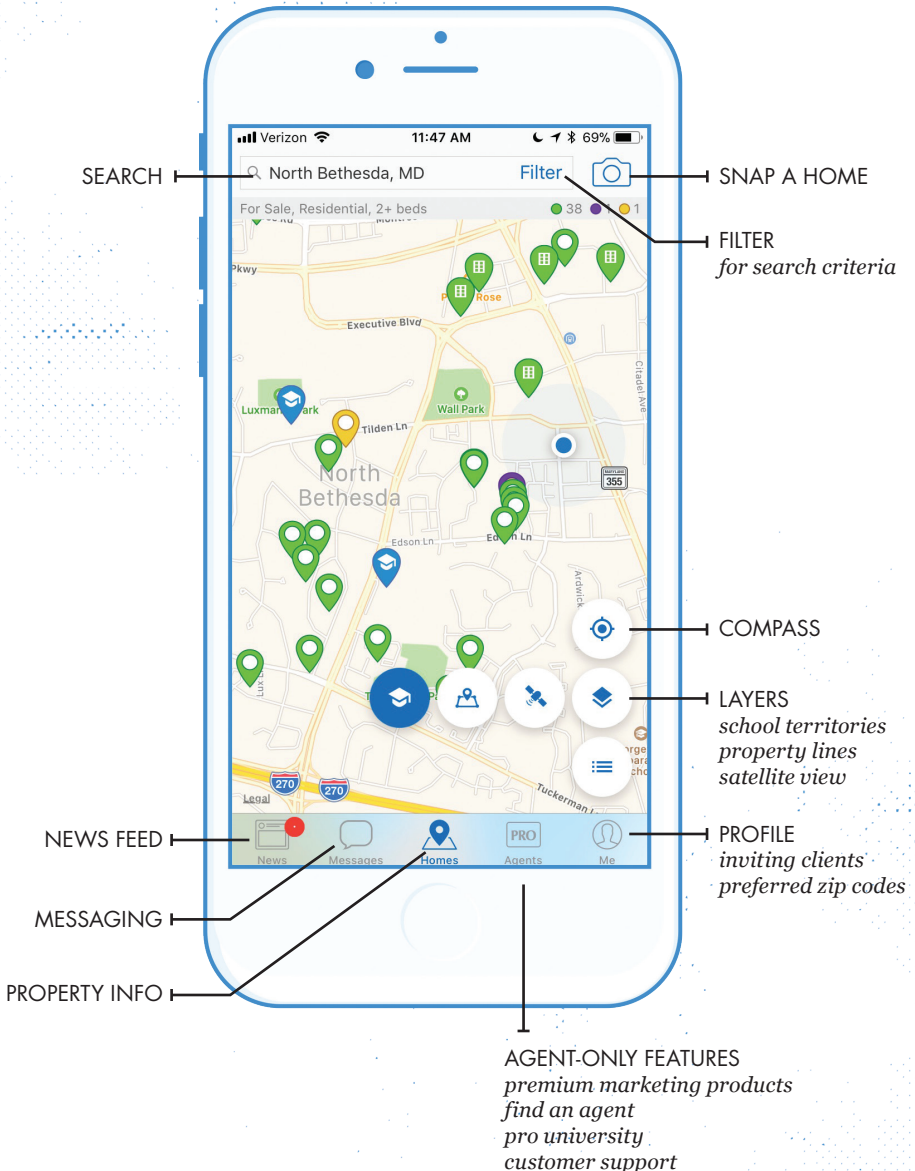 Verizon 11:47 AM 69%
SEARCH
North Bethesda, MD Filter
SNAP A HOME
For Sale, Residential, 2+ beds 38 1 1
FILTER
for search criteria
Pkwy
Rose
Executive Blvd
Citadel Ave
Wall Park
Tilden Ln
North
Bethesda
MARYLAND
355
Edson Ln
Ardwick
COMPASS
Lux L
LAYERS
school territories
property lines
satellite view
270
270
Legal
Tuckerman
NEWS FEED
PRO
PROFILE
inviting clients
preferred zip codes
News Messages Homes Agents Me
MESSAGING
PROPERTY INFO
AGENT-ONLY FEATURES
premium marketing products
find an agent
pro university
customer support